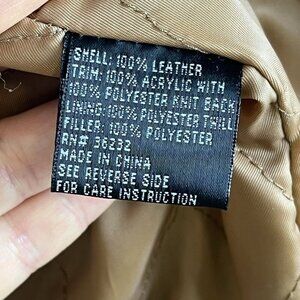 SHELL: 100% LEATHER
TRIM: 100% ACRYLIC WITH
100% POLYESTER KNIT BACK
LINING: 100% POLYESTER TWILL
FILLER: 100% POLYESTER
RN# 36232
MADE IN CHINA
SEE REVERSE SIDE
FOR CARE INSTRUCTION